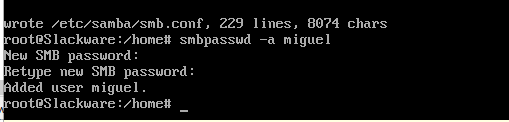 wrote /etc/samba/smb.conf, 229 lines, 8074 chars
root@Slackware:/home# smbpasswd -a miguel
New SMB password:
Retype new SMB password:
Added user miguel.
root@Slackware:/home# _